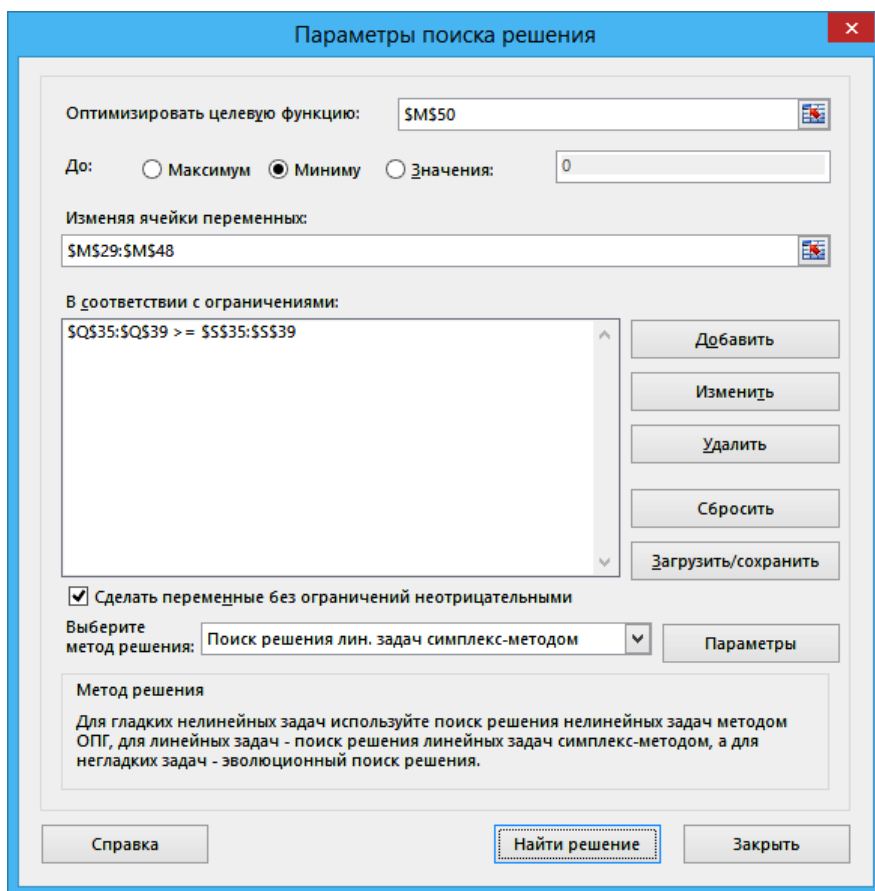 Параметры поиска решения
Оптимизировать целевую функцию: $M$50
До: Максимум Миниму Значения: 0
Изменяя ячейки переменных:
$M$29:$M$48
В соответствии с ограничениями:
$Q$35:$Q$39 >= $S$35:$S$39
Добавить
Изменить
Удалить
Сбросить
Загрузить/сохранить
Сделать переменные без ограничений неотрицательными
Выберите
метод решения: Поиск решения лин. задач симплекс-методом Параметры
Метод решения
Для гладких нелинейных задач используйте поиск решения нелинейных задач методом
ОПГ, для линейных задач - поиск решения линейных задач симплекс-методом, а для
негладких задач - эволюционный поиск решения.
Справка Найти решение Закрыть